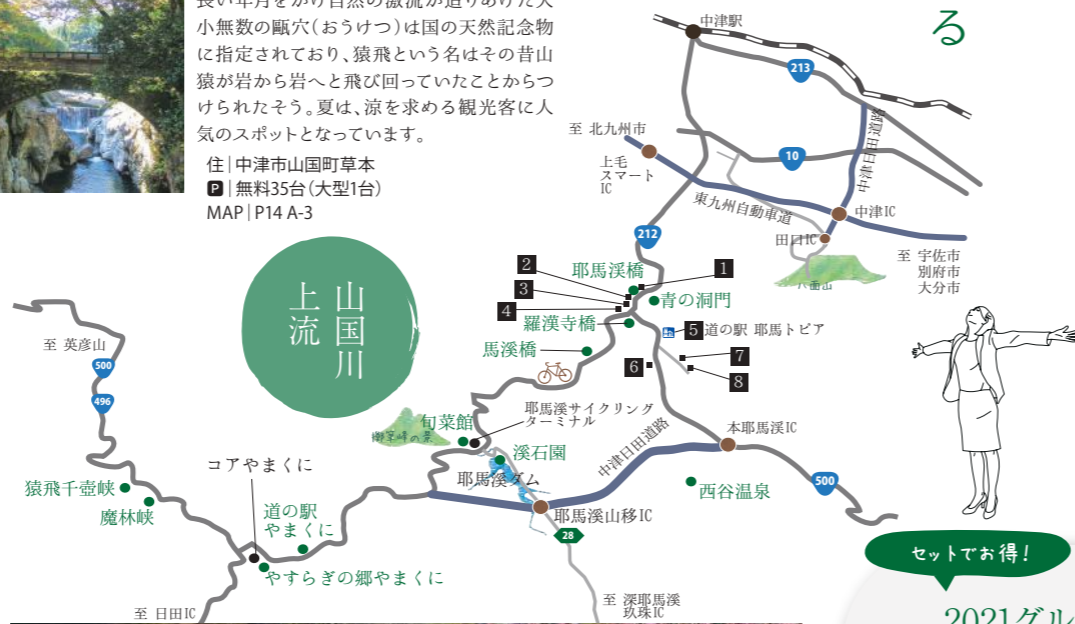 長い年月をかけ自然の激流が造りあげた大
小無数の甌穴（おうけつ）は国の天然記念物
に指定されており、猿飛という名はその昔山
猿が岩から岩へと飛び回っていたことからつ
けられたそう。夏は、涼を求める観光客に人
気のスポットとなっています。
住｜中津市山国町草本
P｜無料35台（大型1台）
MAP｜P14 A-3
る
中津駅
213
至 北九州市
上毛
スマート
IC
10
中津日田道路
東九州自動車道
中津IC
田口IC
212
至 宇佐市
別府市
大分市
八面山
耶馬溪橋
1
2
3
4
青の洞門
羅漢寺橋
5
道の駅 耶馬トピア
馬溪橋
6
7
8
山国川
上流
至 英彦山
500
496
耶馬溪サイクリング
ターミナル
旬菜館
溪石園
耶馬溪ダム
中津日田道路
本耶馬溪IC
西谷温泉
500
コアやまくに
猿飛千壺峡
魔林峡
道の駅
やまくに
耶馬溪山移IC
28
やすらぎの郷やまくに
至 日田IC
至 深耶馬溪
玖珠IC
セットでお得！
2021グル